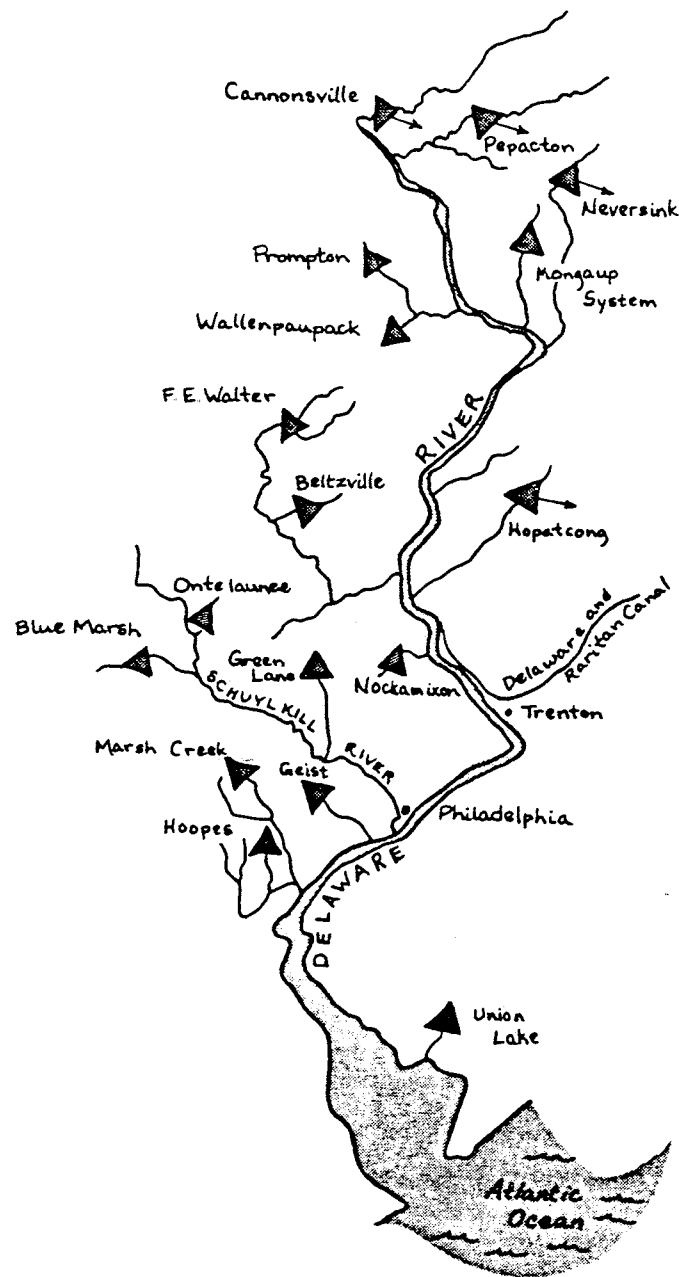 Cannonsville
Pepacton
Neversink
Prompton
Mongaup
System
Wallenpaupack
F.E. Walter
RIVER
Beltzville
Hopatcong
Ontelaunee
Delaware and
Raritan Canal
Blue Marsh
Green
Lane
Nockamixon
SCHUYLKILL
RIVER
Trenton
Marsh Creek
Geist
Philadelphia
Hoopes
DELAWARE
Union
Lake
Atlantic
Ocean